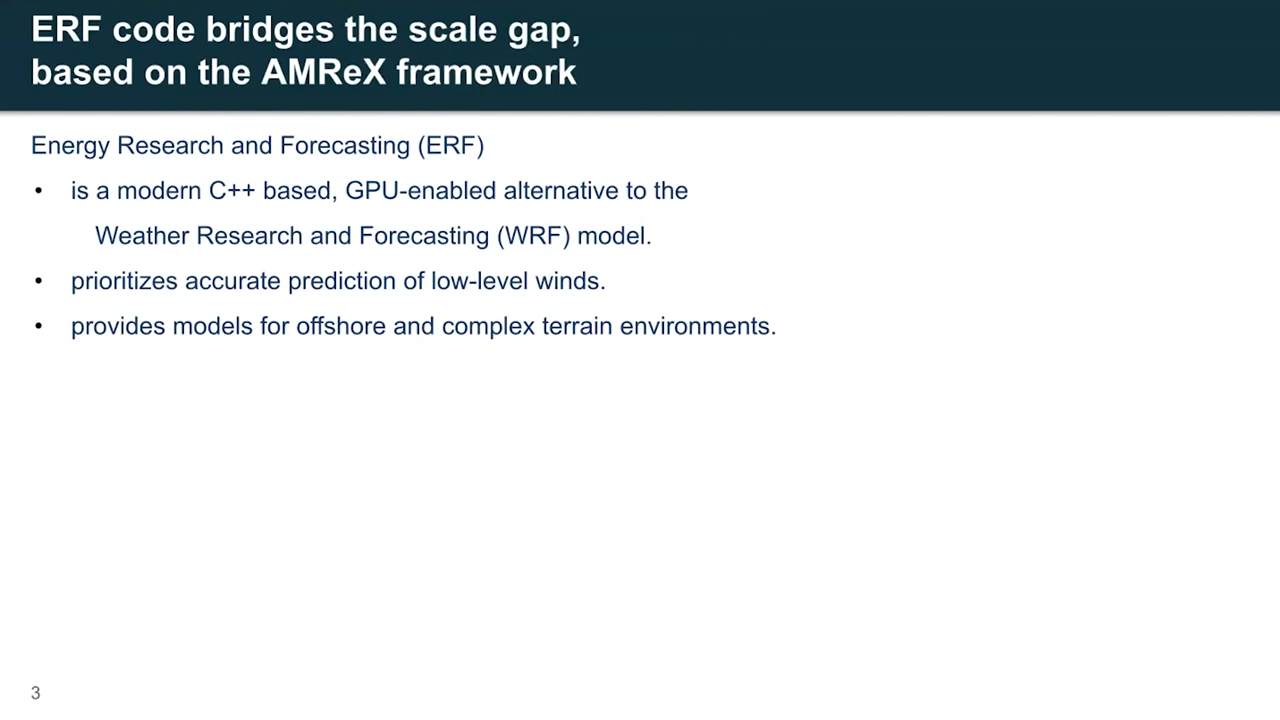 ERF code bridges the scale gap,
based on the AMReX framework
Energy Research and Forecasting (ERF)
• is a modern C++ based, GPU-enabled alternative to the
Weather Research and Forecasting (WRF) model.
• prioritizes accurate prediction of low-level winds.
• provides models for offshore and complex terrain environments.
3